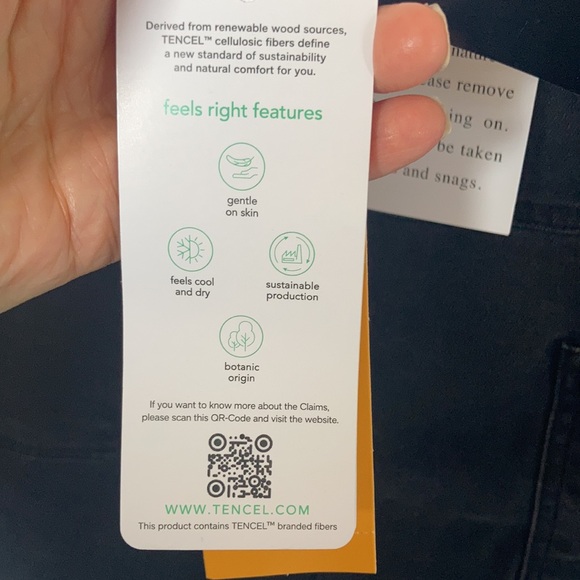 Derived from renewable wood sources,
TENCEL™ cellulosic fibers define
a new standard of sustainability
and natural comfort for you.
feels right features
gentle
on skin
feels cool
and dry
sustainable
production
botanic
origin
If you want to know more about the Claims,
please scan this QR-Code and visit the website.
WWW.TENCEL.COM
This product contains TENCEL™ branded fibers
remove
on.
be taken
and snags.